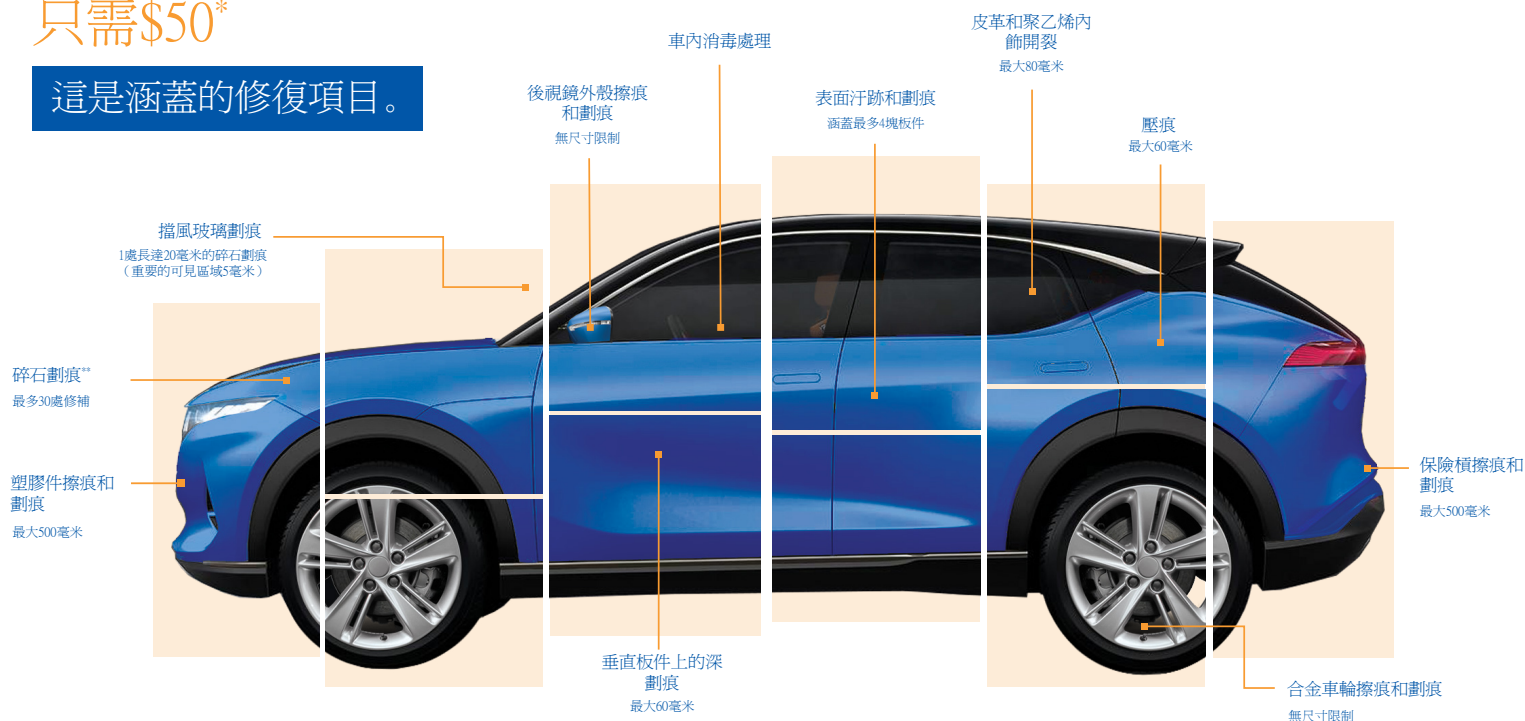 只需$50*
這是涵蓋的修復項目。
皮革和聚乙烯內
飾開裂
最大80毫米
車內消毒處理
後視鏡外殼擦痕
和劃痕
無尺寸限制
表面汙跡和劃痕
涵蓋最多4塊板件
壓痕
最大60毫米
擋風玻璃劃痕
1處長達20毫米的碎石劃痕
（重要的可見區域5毫米）
碎石劃痕**
最多30處修補
塑膠件擦痕和
劃痕
最大500毫米
保險槓擦痕和
劃痕
最大500毫米
垂直板件上的深
劃痕
最大60毫米
合金車輪擦痕和劃痕
無尺寸限制